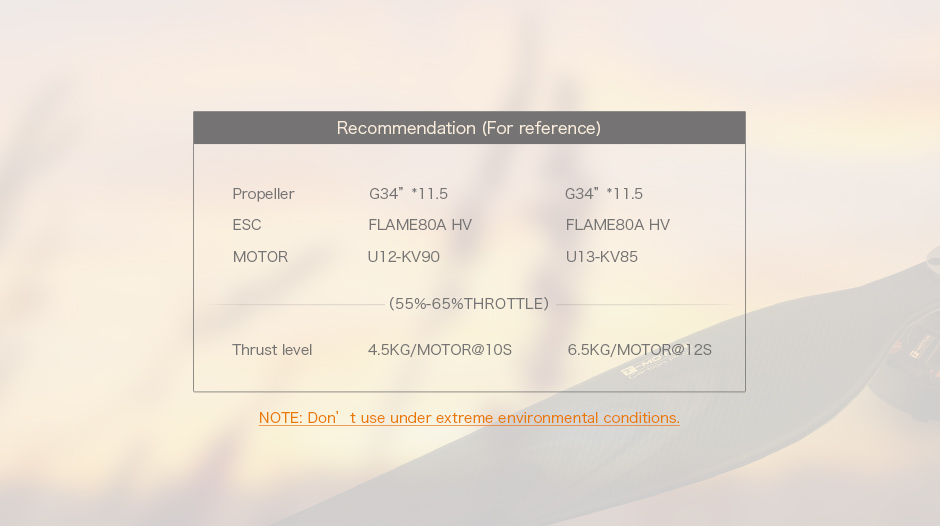 Recommendation (For reference)
Propeller G34” *11.5 G34” *11.5
ESC FLAME80A HV FLAME80A HV
MOTOR U12-KV90 U13-KV85
(55%-65%THROTTLE)
Thrust level 4.5KG/MOTOR@10S 6.5KG/MOTOR@12S
NOTE: Don’t use under extreme environmental conditions.